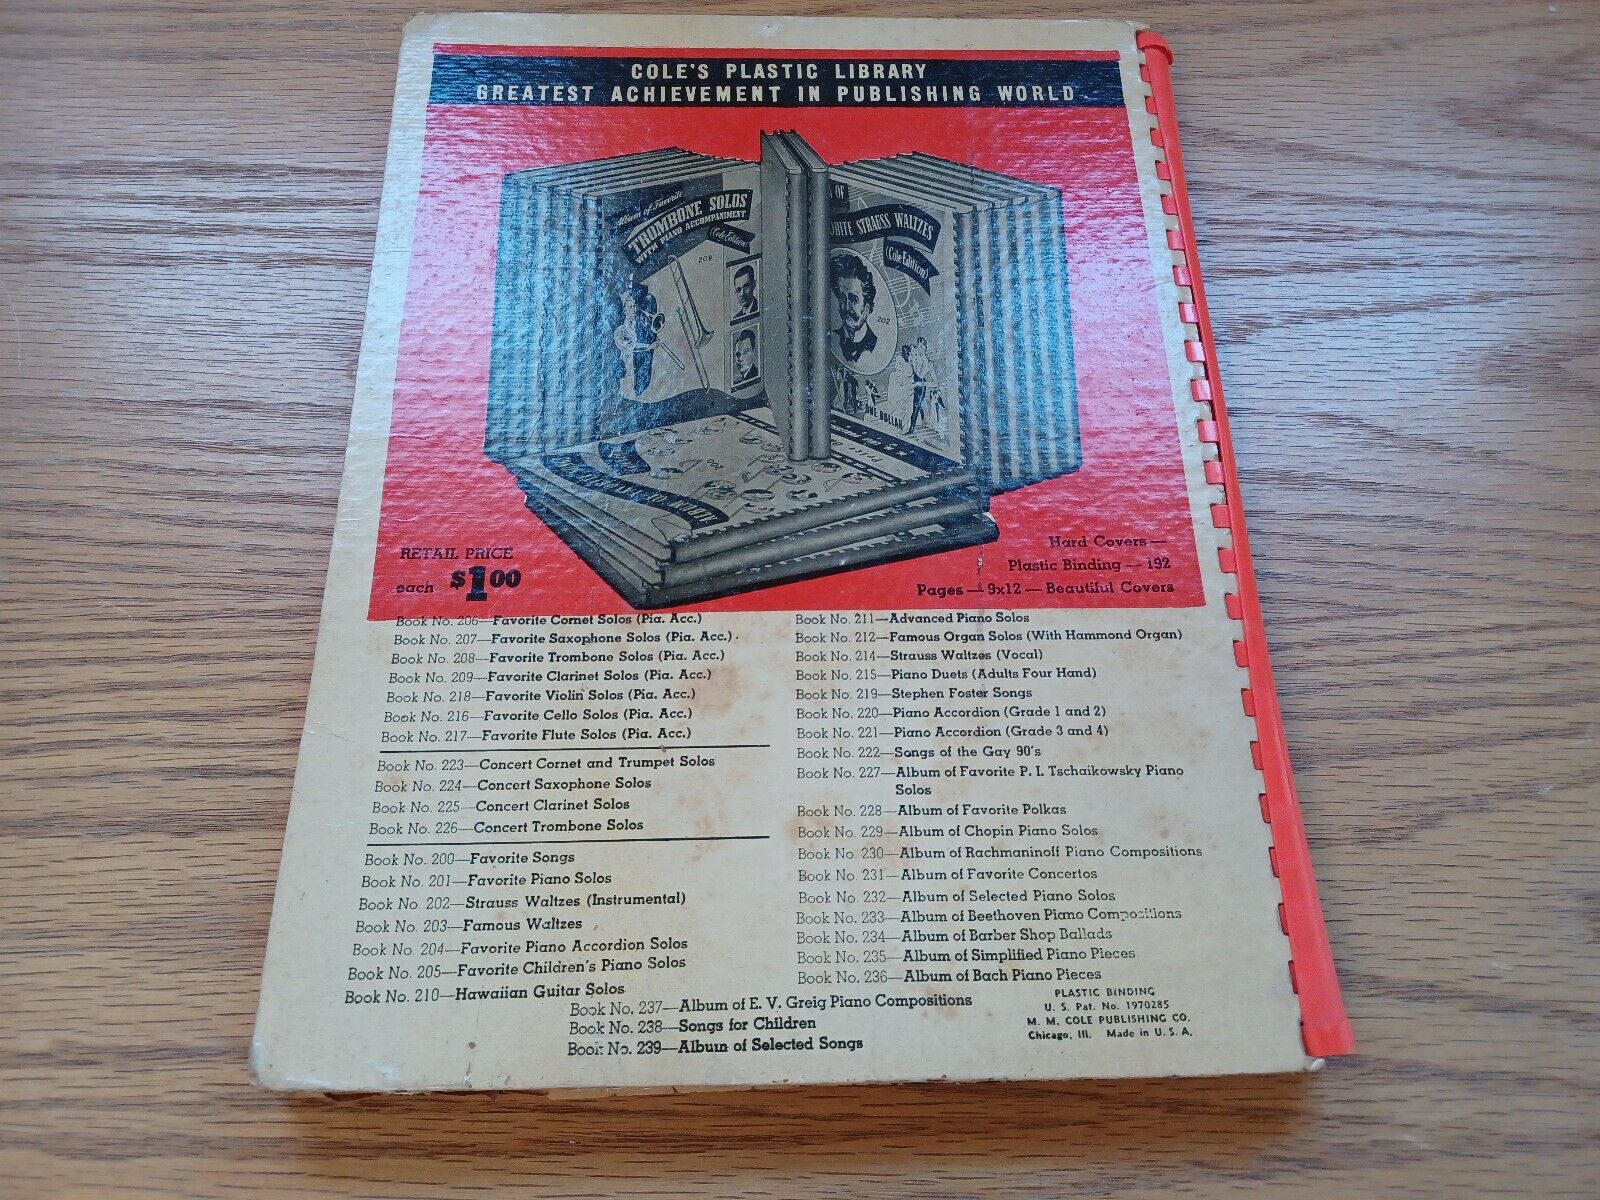 COLE'S PLASTIC LIBRARY
GREATEST ACHIEVEMENT IN PUBLISHING WORLD
Album of Favorite
TROMBONE SOLOS
WITH PIANO ACCOMPANIMENT
(Cole Edition)
209
OF
STRAUSS WALTZES
(Cole Edition)
202
ONE DOLLAR
RETAIL PRICE
each $1.00
Hard Covers—
Plastic Binding — 192
Pages — 9x12 — Beautiful Covers
Book No. 206—Favorite Cornet Solos (Pia. Acc.)
Book No. 207—Favorite Saxophone Solos (Pia. Acc.)
Book No. 208—Favorite Trombone Solos (Pia. Acc.)
Book No. 209—Favorite Clarinet Solos (Pia. Acc.)
Book No. 218—Favorite Violin Solos (Pia. Acc.)
Book No. 216—Favorite Cello Solos (Pia. Acc.)
Book No. 217—Favorite Flute Solos (Pia. Acc.)
Book No. 223—Concert Cornet and Trumpet Solos
Book No. 224—Concert Saxophone Solos
Book No. 225—Concert Clarinet Solos
Book No. 226—Concert Trombone Solos
Book No. 200—Favorite Songs
Book No. 201—Favorite Piano Solos
Book No. 202—Strauss Waltzes (Instrumental)
Book No. 203—Famous Waltzes
Book No. 204—Favorite Piano Accordion Solos
Book No. 205—Favorite Children's Piano Solos
Book No. 210—Hawaiian Guitar Solos
Book No. 211—Advanced Piano Solos
Book No. 212—Famous Organ Solos (With Hammond Organ)
Book No. 214—Strauss Waltzes (Vocal)
Book No. 215—Piano Duets (Adults Four Hand)
Book No. 219—Stephen Foster Songs
Book No. 220—Piano Accordion (Grade 1 and 2)
Book No. 221—Piano Accordion (Grade 3 and 4)
Book No. 222—Songs of the Gay 90's
Book No. 227—Album of Favorite P. I. Tschaikowsky Piano
Solos
Book No. 228—Album of Favorite Polkas
Book No. 229—Album of Chopin Piano Solos
Book No. 230—Album of Rachmaninoff Piano Compositions
Book No. 231—Album of Favorite Concertos
Book No. 232—Album of Selected Piano Solos
Book No. 233—Album of Beethoven Piano Compositions
Book No. 234—Album of Barber Shop Ballads
Book No. 235—Album of Simplified Piano Pieces
Book No. 236—Album of Bach Piano Pieces
Book No. 237—Album of E. V. Greig Piano Compositions
Book No. 238—Songs for Children
Book No. 239—Album of Selected Songs
PLASTIC BINDING
U. S. Pat. No. 1970285
M. M. COLE PUBLISHING CO.
Chicago, Ill. Made in U. S. A.